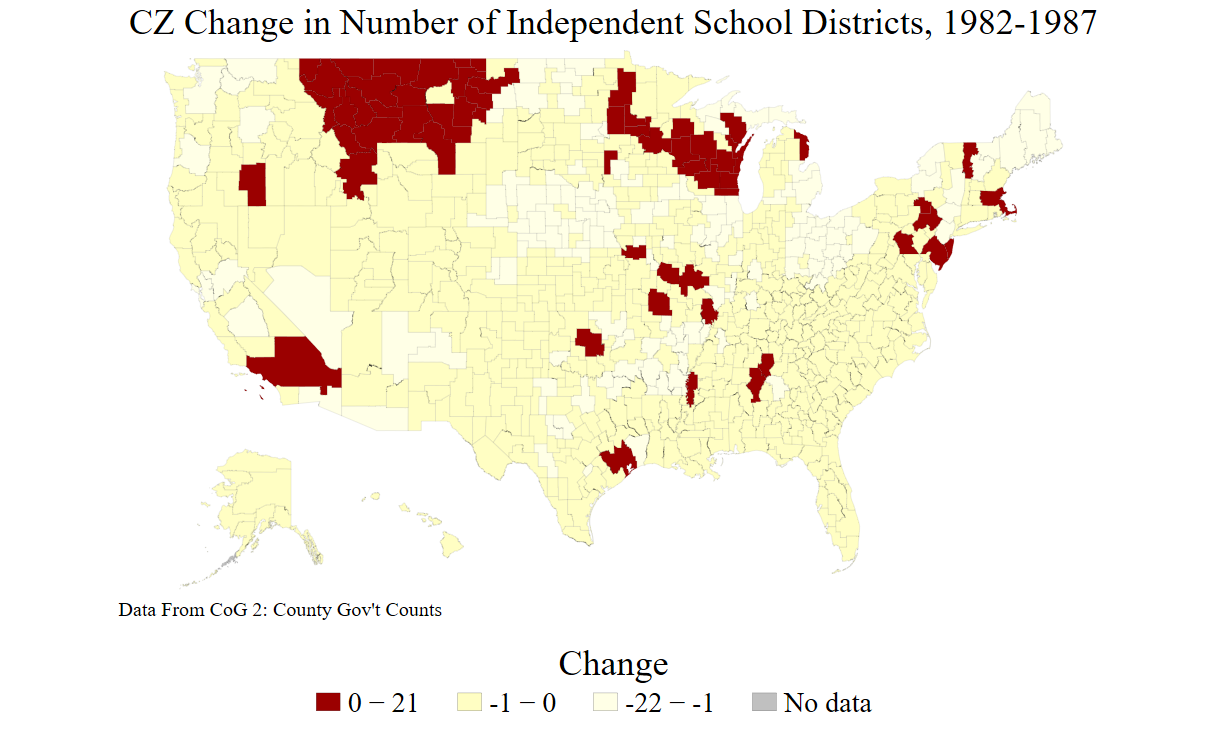 CZ Change in Number of Independent School Districts, 1982-1987
Data From CoG 2: County Gov't Counts
Change
0 − 21
-1 − 0
-22 − -1
No data